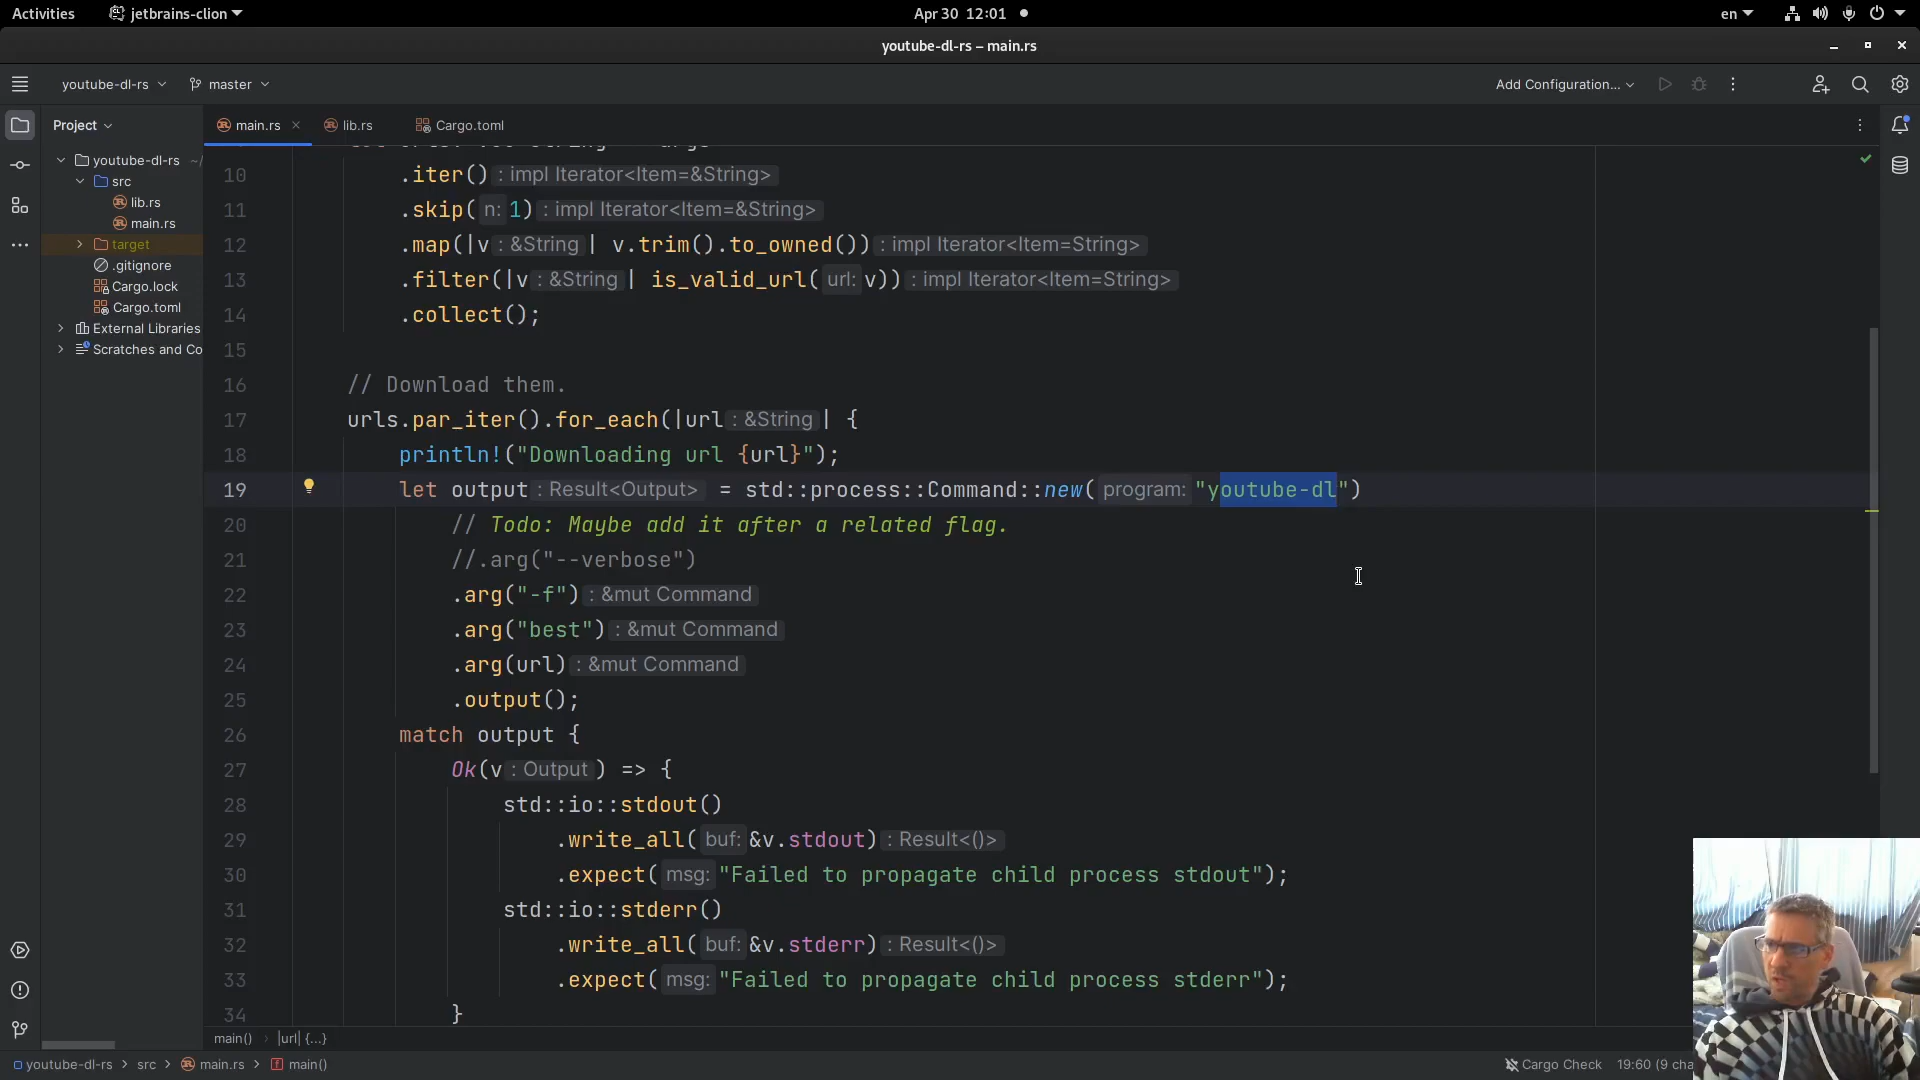 Activities
jetbrains-clion
Apr 30 12:01
en
youtube-dl-rs – main.rs
youtube-dl-rs
master
Add Configuration...
Project
main.rs
lib.rs
Cargo.toml
youtube-dl-rs ~/
src
lib.rs
main.rs
target
.gitignore
Cargo.lock
Cargo.toml
External Libraries
Scratches and Co
10 .iter() : impl Iterator<Item=&String>
11 .skip( n: 1) : impl Iterator<Item=&String>
12 .map(|v : &String | v.trim().to_owned()) : impl Iterator<Item=String>
13 .filter(|v : &String | is_valid_url( url: v)) : impl Iterator<Item=String>
14 .collect();
15
16 // Download them.
17 urls.par_iter().for_each(|url : &String | {
18 println!("Downloading url {url}");
19 let output : Result<Output> = std::process::Command::new( program: "youtube-dl")
20 // Todo: Maybe add it after a related flag.
21 //.arg("--verbose")
22 .arg("-f") : &mut Command
23 .arg("best") : &mut Command
24 .arg(url) : &mut Command
25 .output();
26 match output {
27 Ok(v : Output ) => {
28 std::io::stdout()
29 .write_all( buf: &v.stdout) : Result<()>
30 .expect( msg: "Failed to propagate child process stdout");
31 std::io::stderr()
32 .write_all( buf: &v.stderr) : Result<()>
33 .expect( msg: "Failed to propagate child process stderr");
34 }
main()
|url| {...}
youtube-dl-rs
src
main.rs
main()
Cargo Check
19:60 (9 cha